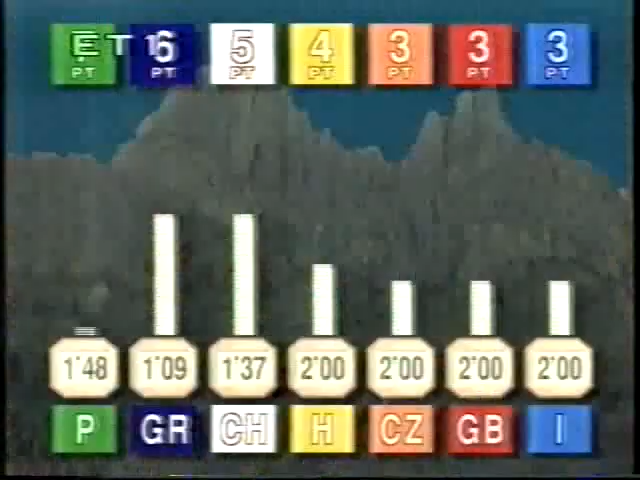 ET1
6 5 4 3 3 3
PT PT PT PT PT PT PT
1'48 1'09 1'37 2'00 2'00 2'00 2'00
P GR CH H CZ GB I